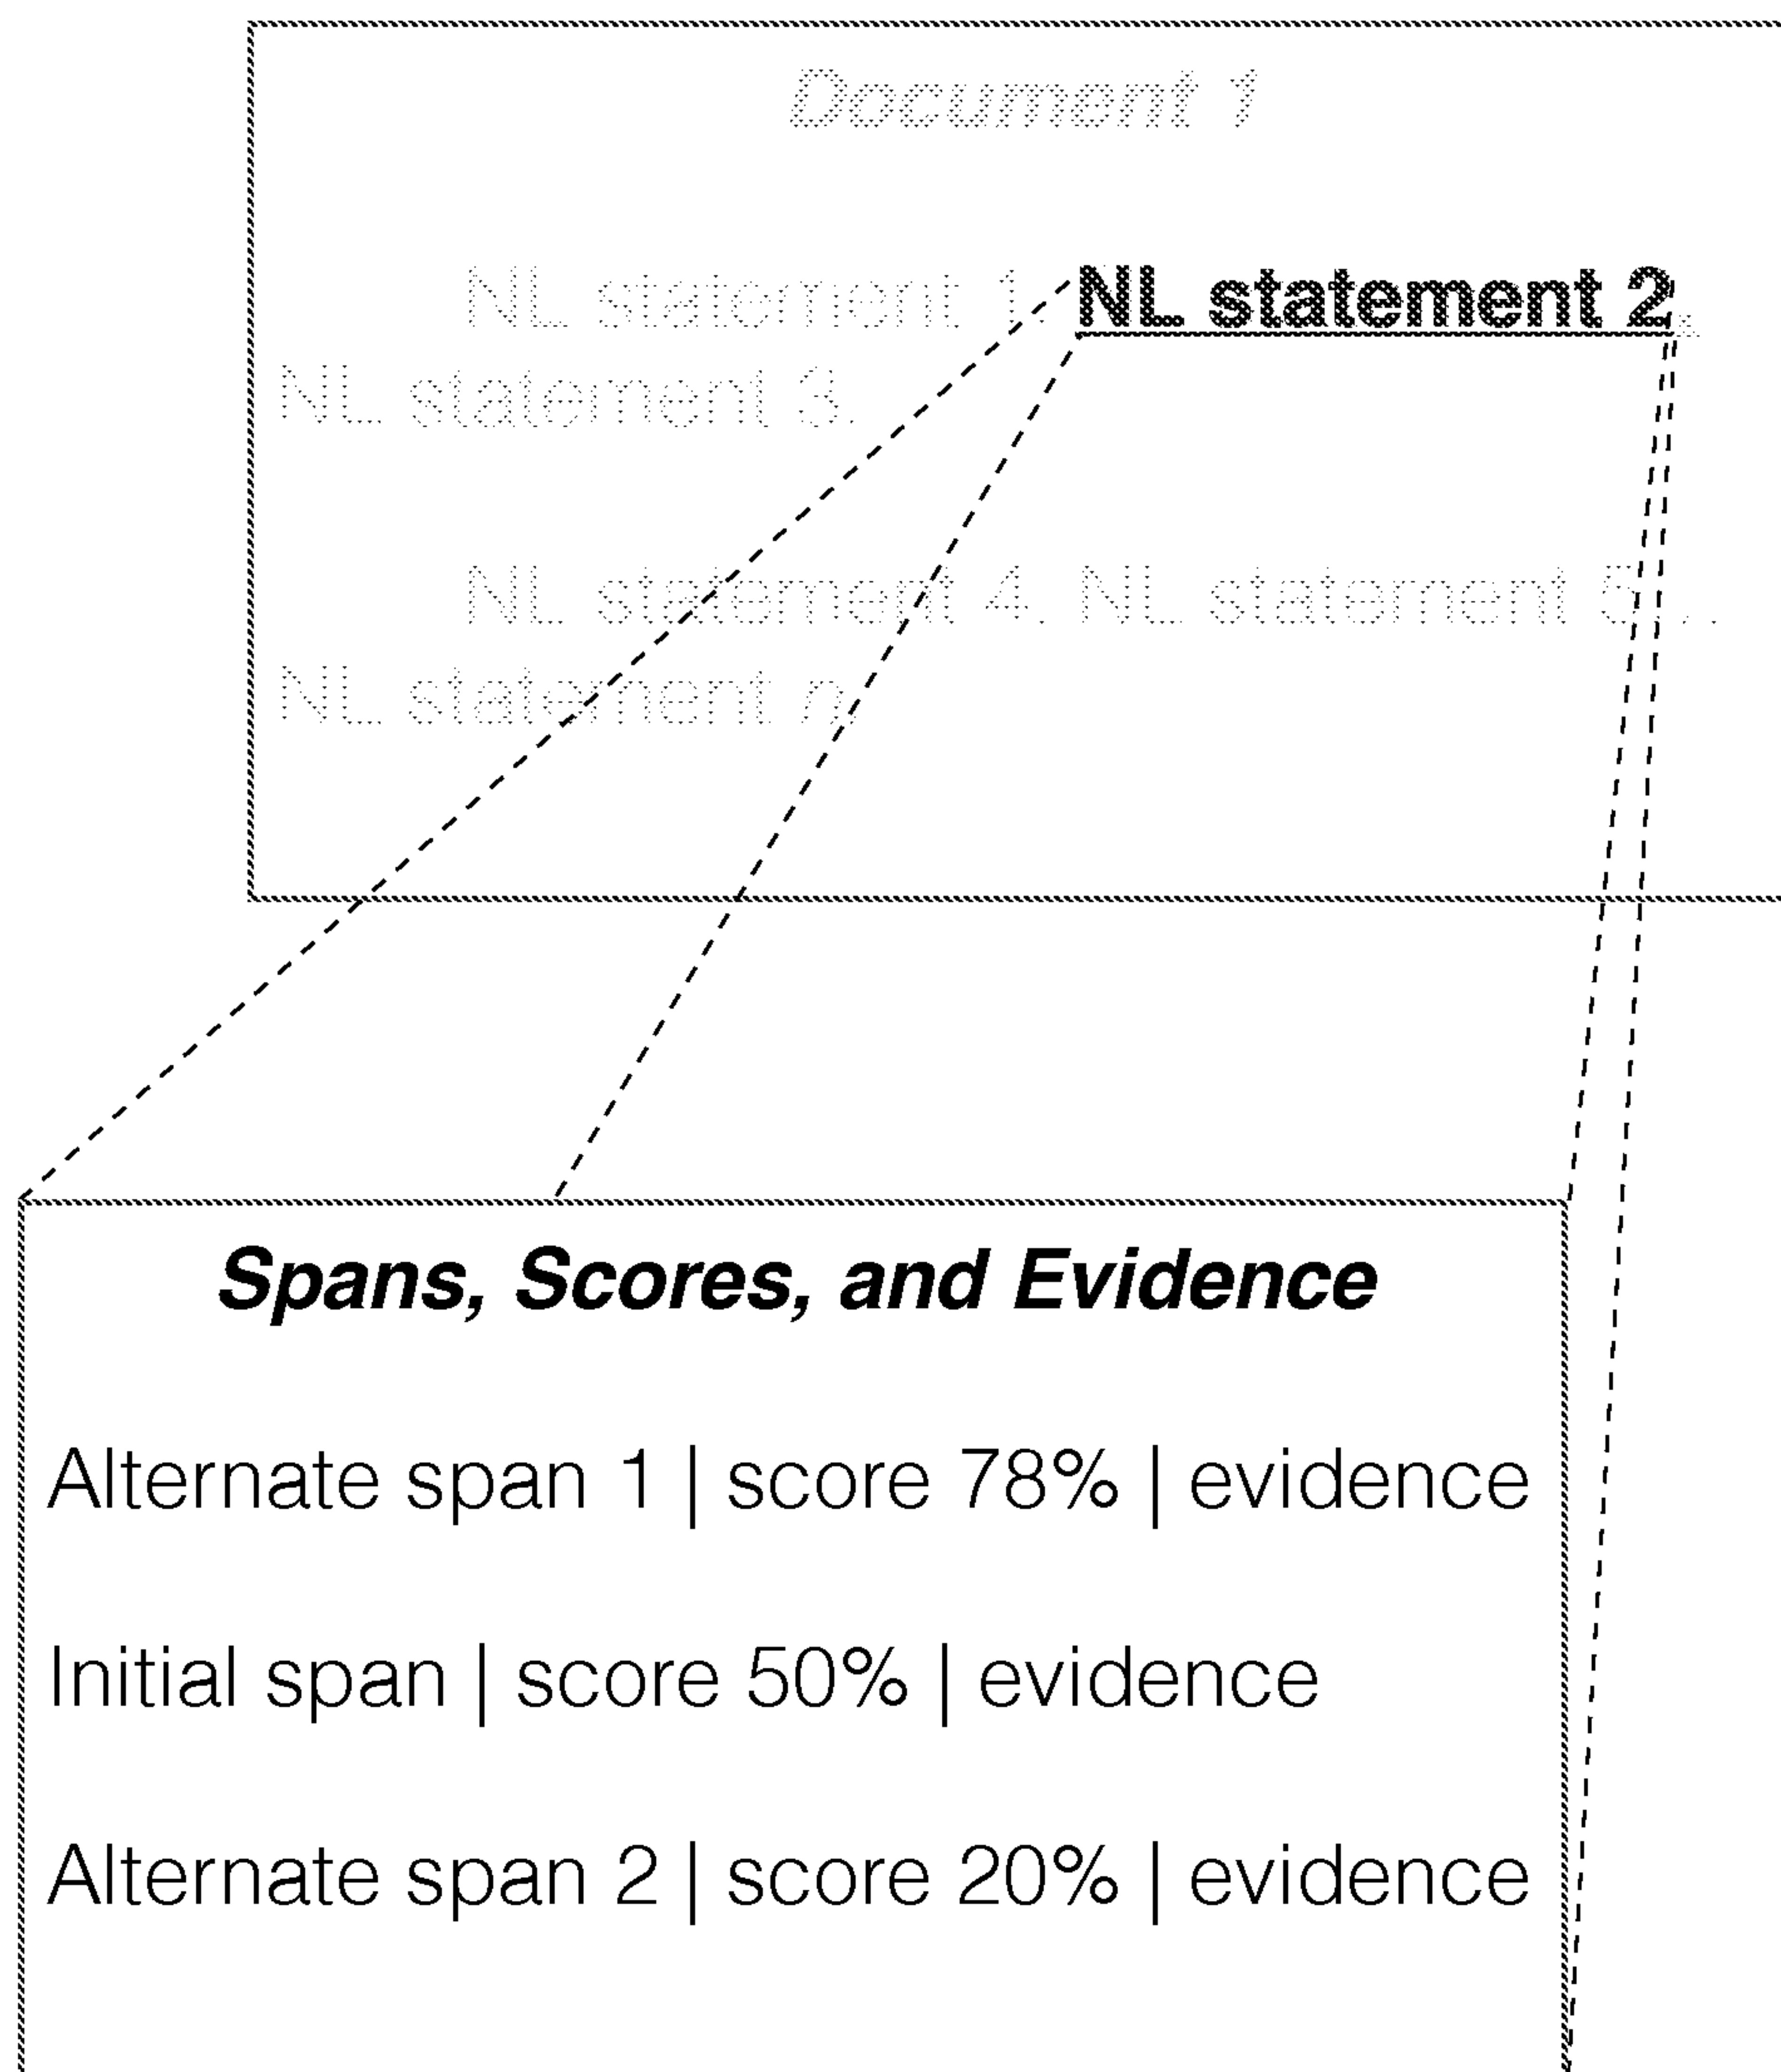 Document 1
NL statement 1. NL statement 2.
NL statement 3.
NL statement 4. NL statement 5...
NL statement n.
Spans, Scores, and Evidence
Alternate span 1 | score 78% | evidence
Initial span | score 50% | evidence
Alternate span 2 | score 20% | evidence